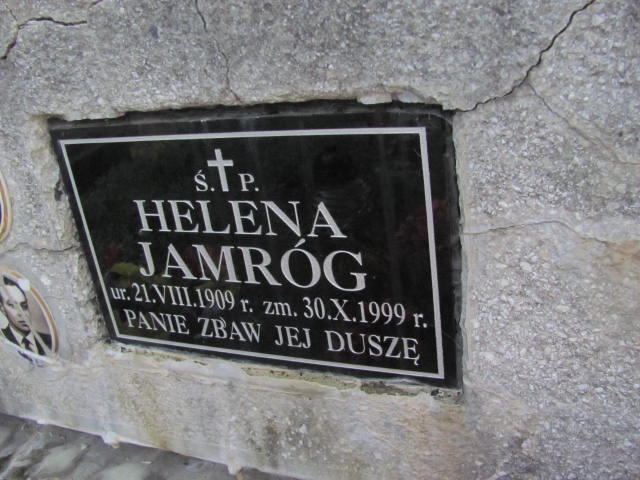 Ś. P.
HELENA
JAMRÓG
ur. 21.VIII.1909 r. zm. 30.X.1999 r.
PANIE ZBAW JEJ DUSZĘ